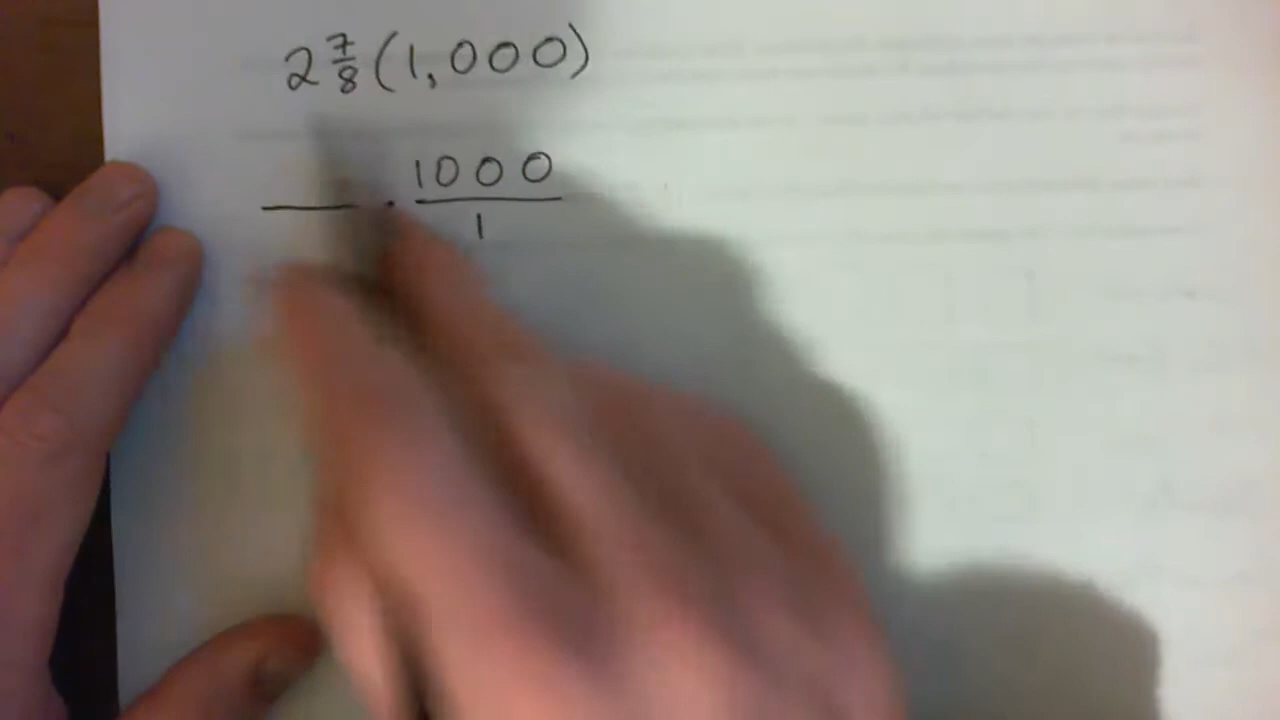 2 7/8 (1,000)
___ · 1000/1